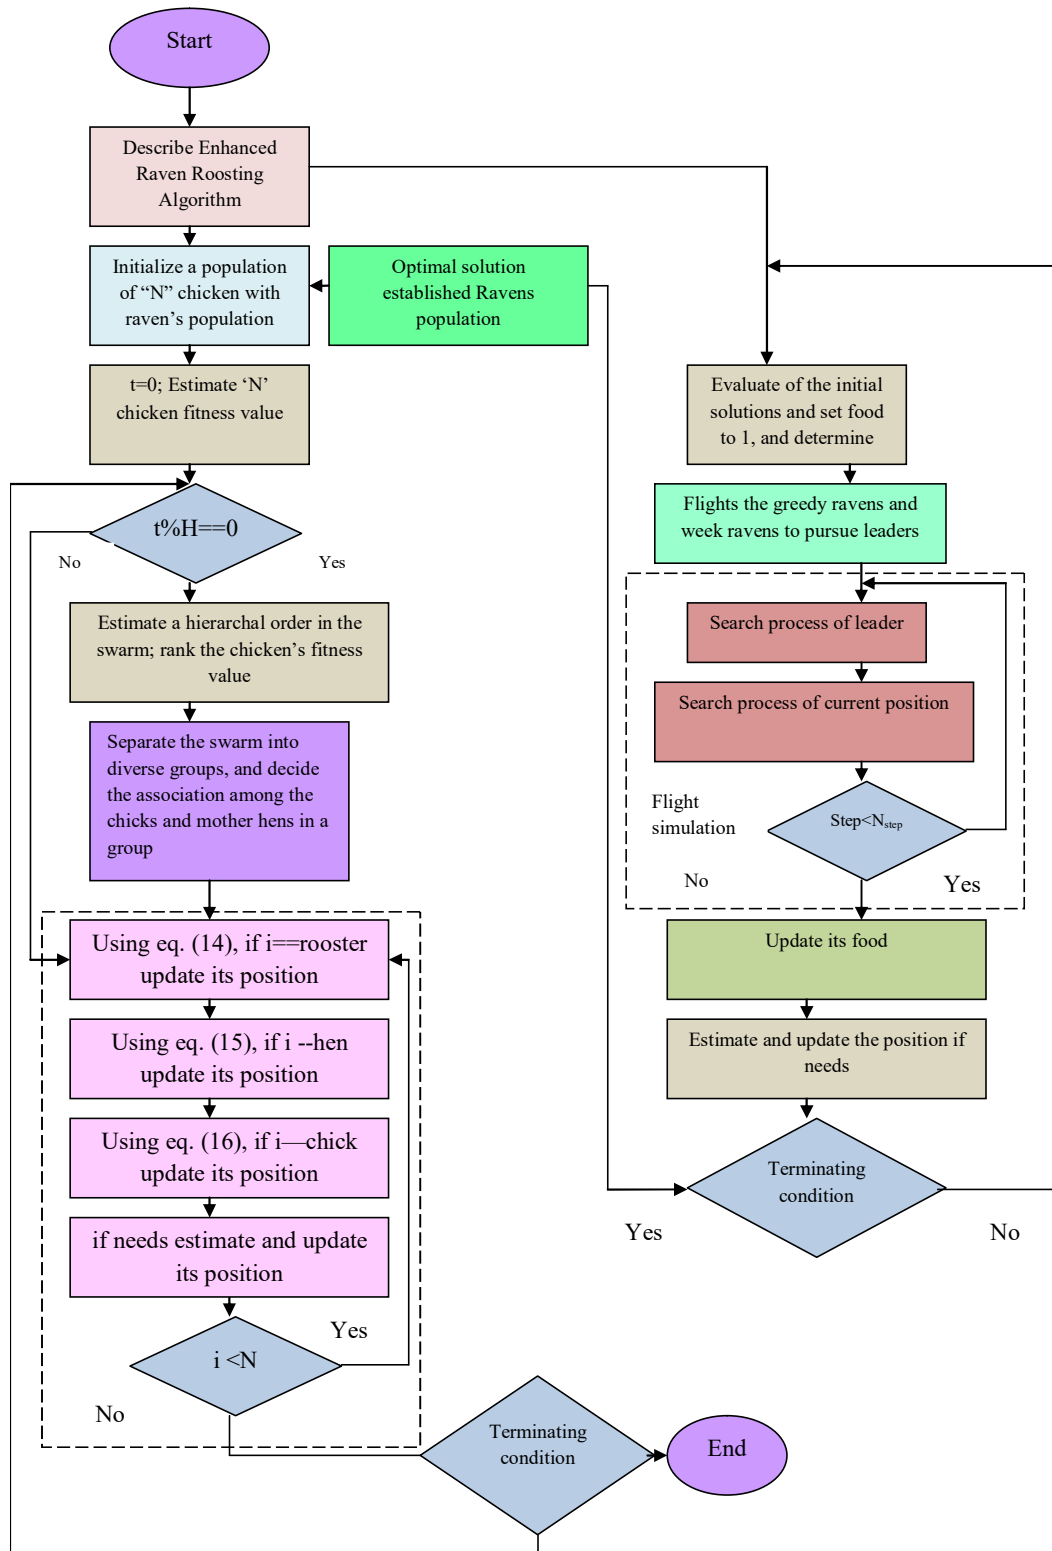 Start
Describe Enhanced
Raven Roosting
Algorithm
Initialize a population
of “N” chicken with
raven’s population
Optimal solution
established Ravens
population
t=0; Estimate ‘N’
chicken fitness value
t%H==0
No
Yes
Estimate a hierarchal order in the
swarm; rank the chicken’s fitness
value
Separate the swarm into
diverse groups, and decide
the association among the
chicks and mother hens in a
group
Using eq. (14), if i==rooster
update its position
Using eq. (15), if i --hen
update its position
Using eq. (16), if i—chick
update its position
if needs estimate and update
its position
i <N
Yes
No
Evaluate of the initial
solutions and set food
to 1, and determine
Flights the greedy ravens and
week ravens to pursue leaders
Search process of leader
Search process of current position
Flight
simulation
Step<Nstep
No
Yes
Update its food
Estimate and update the position if
needs
Terminating
condition
Yes
No
Terminating
condition
End